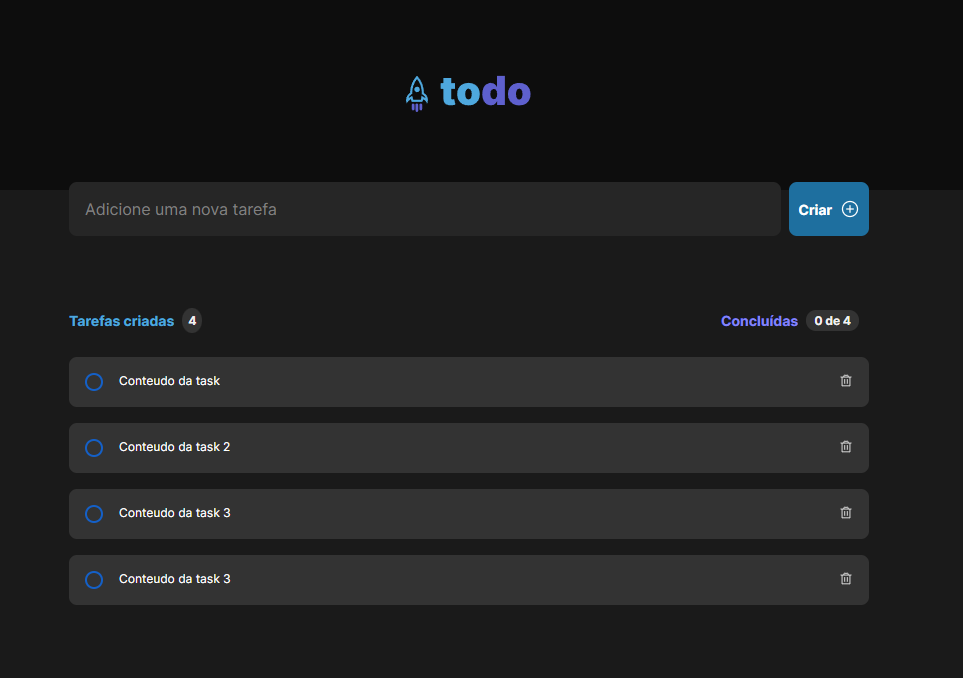 todo
Adicione uma nova tarefa
Criar
Tarefas criadas 4
Concluídas 0 de 4
Conteudo da task
Conteudo da task 2
Conteudo da task 3
Conteudo da task 3